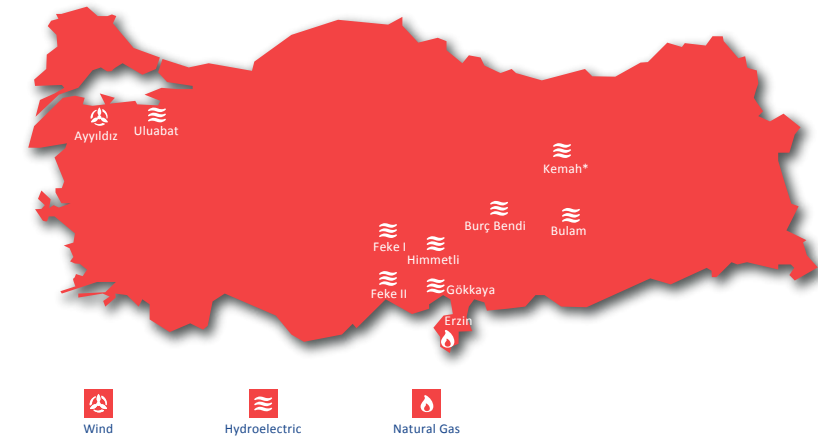 Ayyıldız
Uluabat
Kemah*
Burç Bendi
Bulam
Feke I
Himmetli
Feke II
Gökkaya
Erzin
Wind
Hydroelectric
Natural Gas